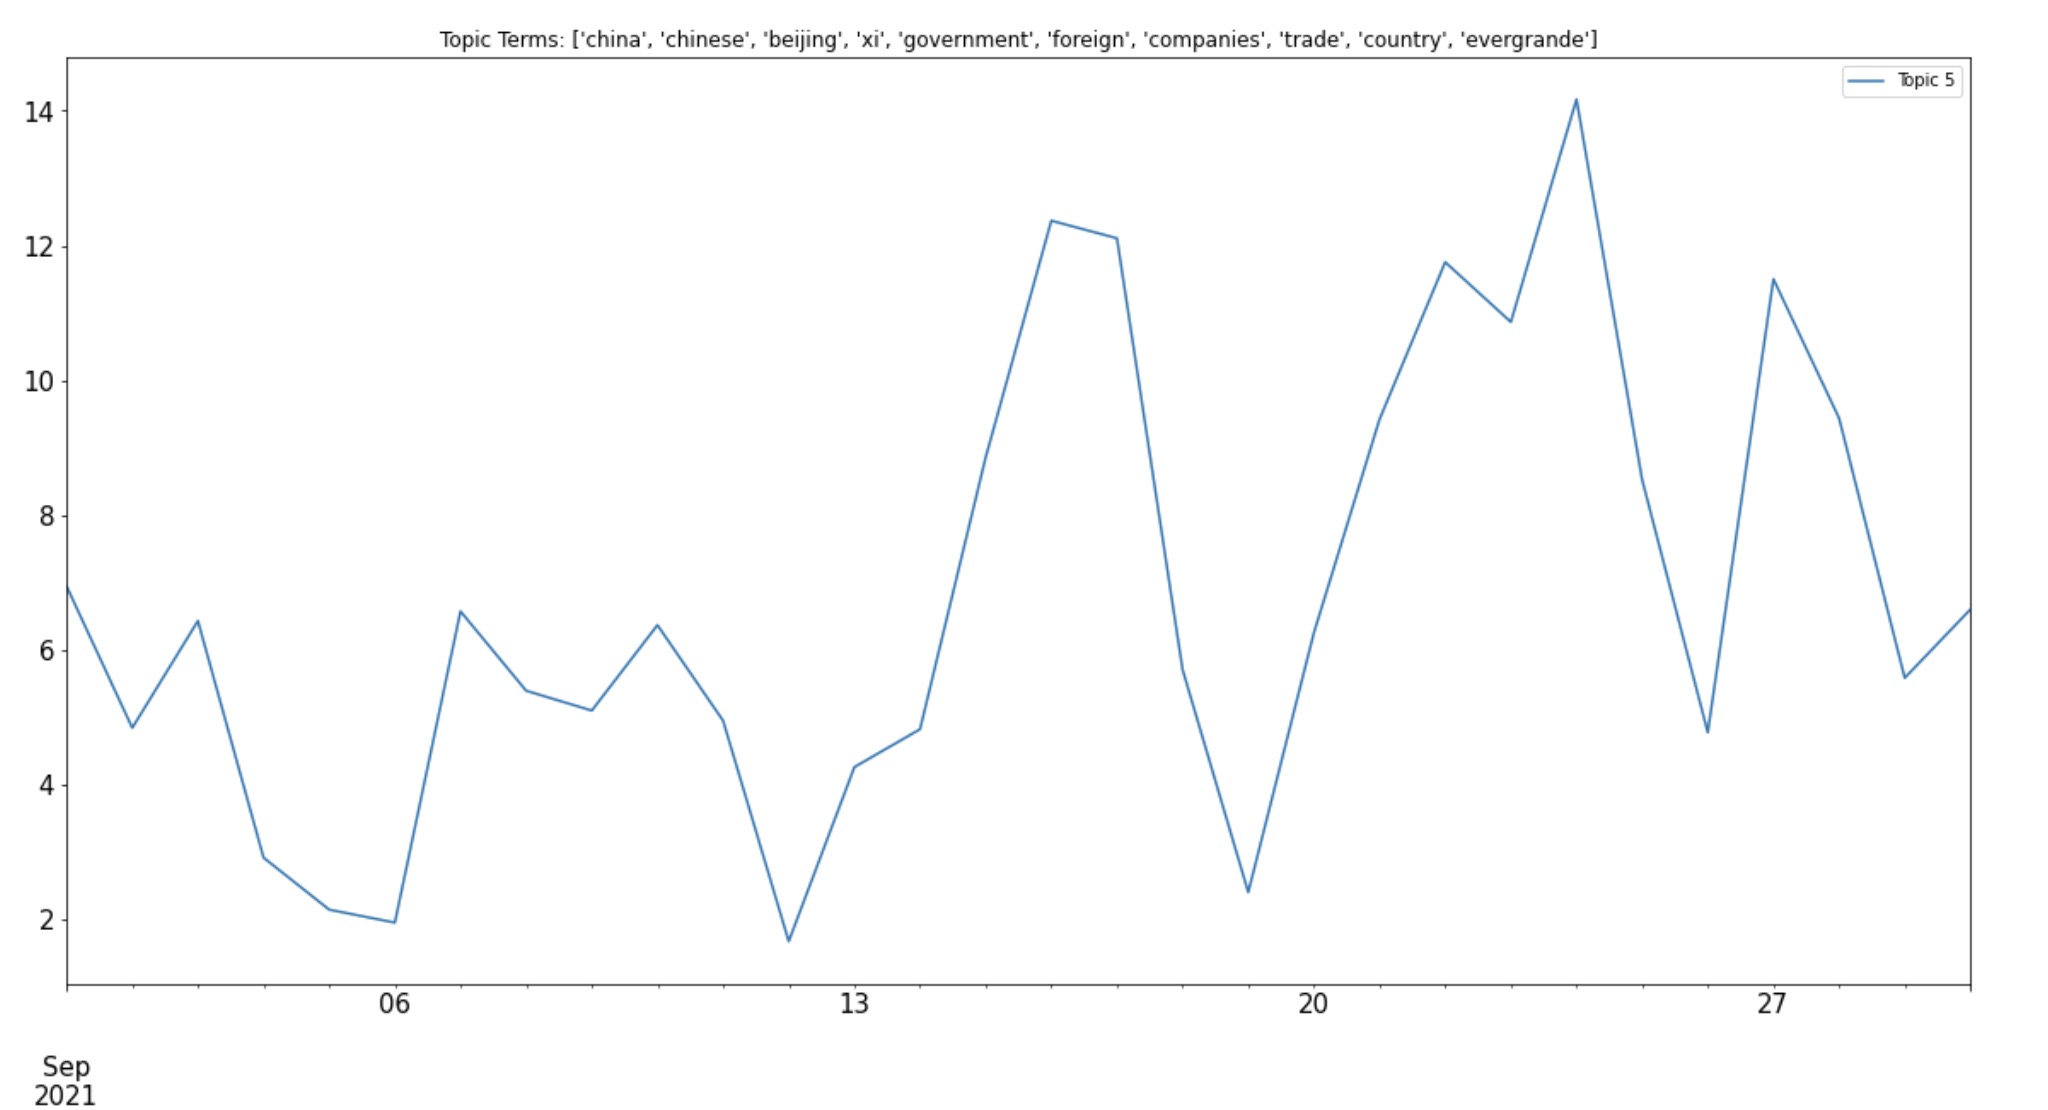 Topic Terms: ['china', 'chinese', 'beijing', 'xi', 'government', 'foreign', 'companies', 'trade', 'country', 'evergrande']
Topic 5
14
12
10
8
6
4
2
06 13 20 27
Sep
2021